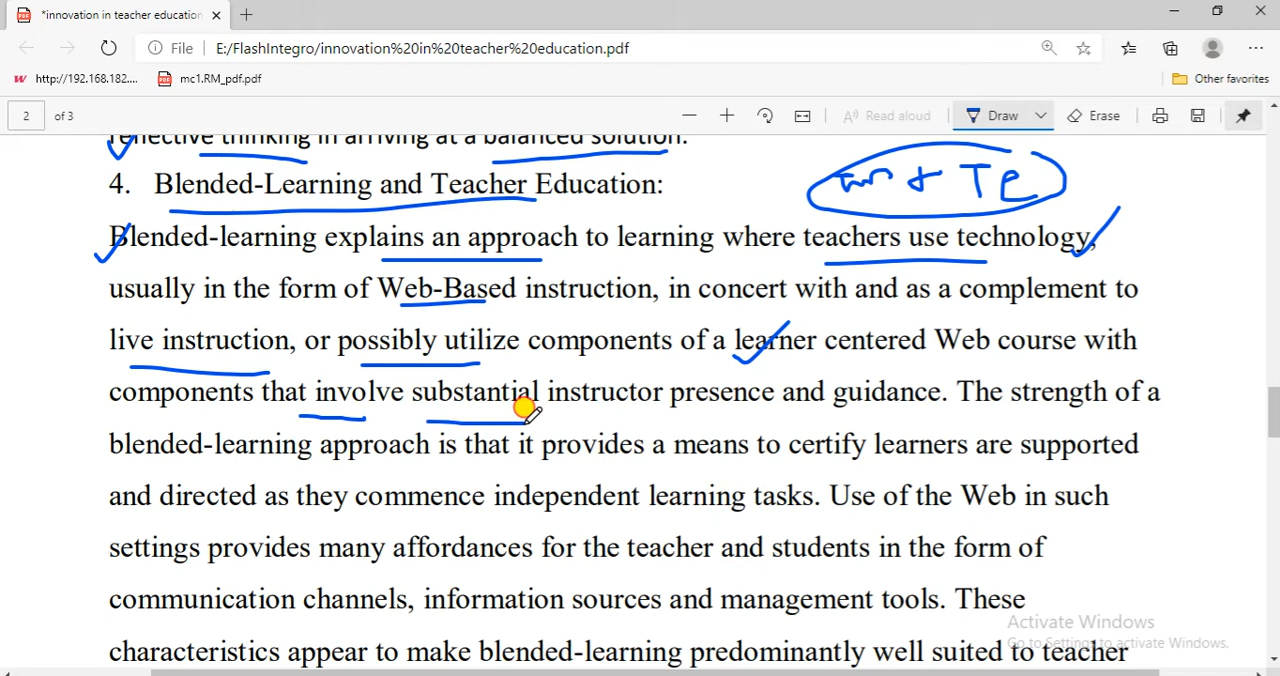 *innovation in teacher education
E:/FlashIntegro/innovation%20in%20teacher%20education.pdf
File
http://192.168.182....
mc1.RM_pdf.pdf
Other favorites
2 of 3
Read aloud
Draw
Erase
reflective thinking in arriving at a balanced solution.
4. Blended-Learning and Teacher Education:
Blended-learning explains an approach to learning where teachers use technology,
usually in the form of Web-Based instruction, in concert with and as a complement to
live instruction, or possibly utilize components of a learner centered Web course with
components that involve substantial instructor presence and guidance. The strength of a
blended-learning approach is that it provides a means to certify learners are supported
and directed as they commence independent learning tasks. Use of the Web in such
settings provides many affordances for the teacher and students in the form of
communication channels, information sources and management tools. These
characteristics appear to make blended-learning predominantly well suited to teacher
Activate Windows
Go to Settings to activate Windows.